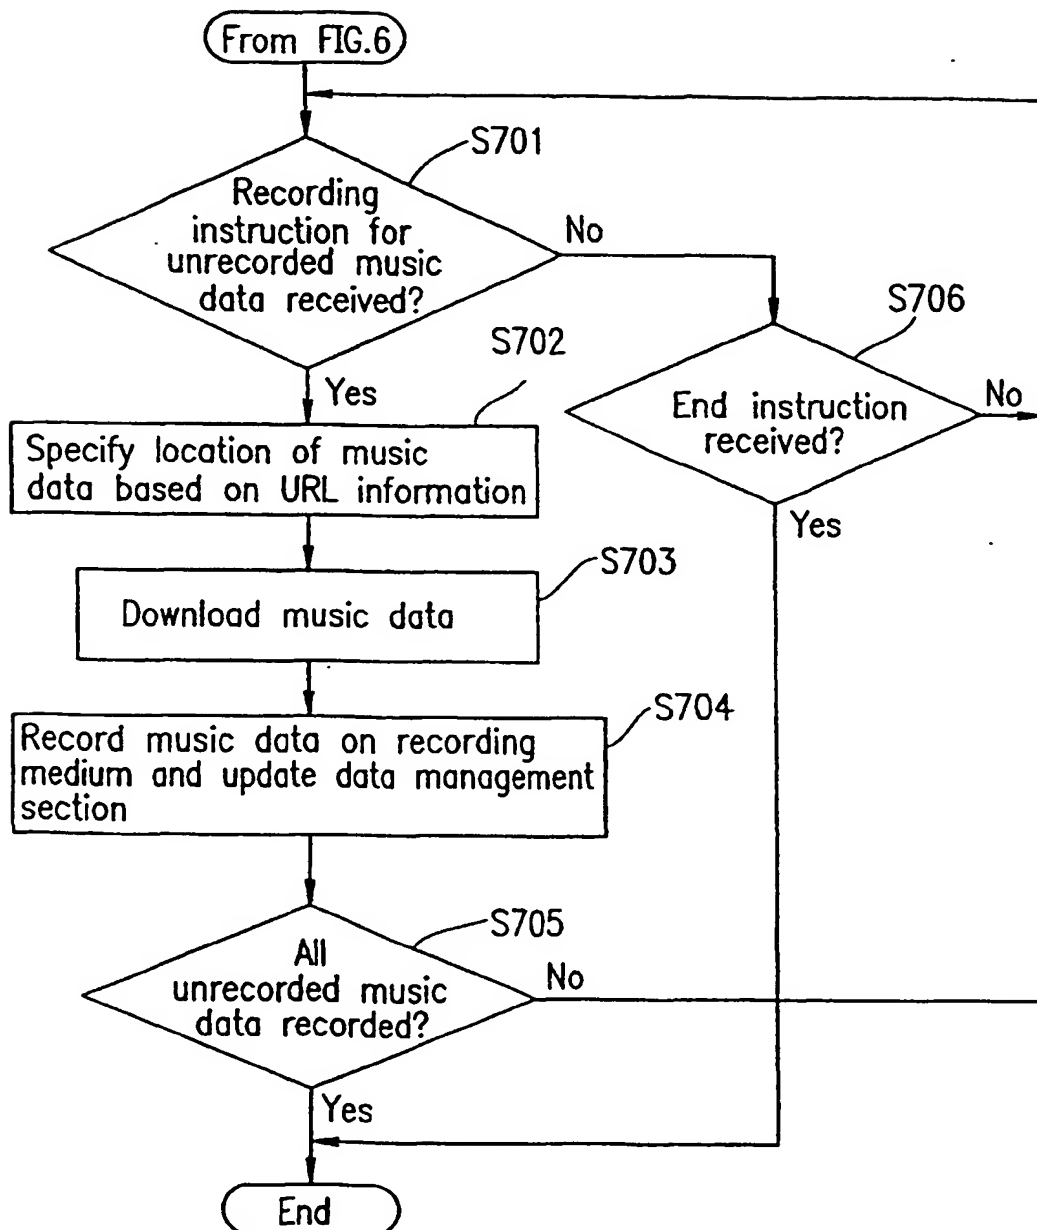 From FIG.6
S701
Recording
instruction for
unrecorded music
data received?
No
S706
S702
Yes
End instruction
received?
No
Specify location of music
data based on URL information
Yes
S703
Download music data
S704
Record music data on recording
medium and update data management
section
S705
All
unrecorded music
data recorded?
No
Yes
End